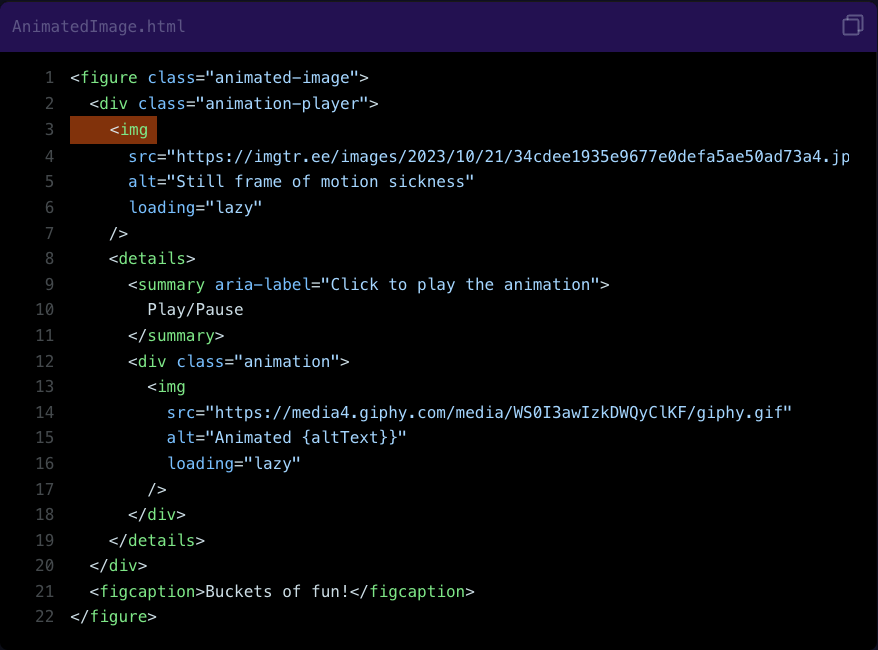 AnimatedImage.html
1 <figure class="animated-image">
2   <div class="animation-player">
3     <img
4       src="https://imgtr.ee/images/2023/10/21/34cdee1935e9677e0defa5ae50ad73a4.jp
5       alt="Still frame of motion sickness"
6       loading="lazy"
7     />
8     <details>
9       <summary aria-label="Click to play the animation">
10         Play/Pause
11       </summary>
12       <div class="animation">
13         <img
14           src="https://media4.giphy.com/media/WS0I3awIzkDWQyClKF/giphy.gif"
15           alt="Animated {altText}}"
16           loading="lazy"
17         />
18       </div>
19     </details>
20   </div>
21   <figcaption>Buckets of fun!</figcaption>
22 </figure>